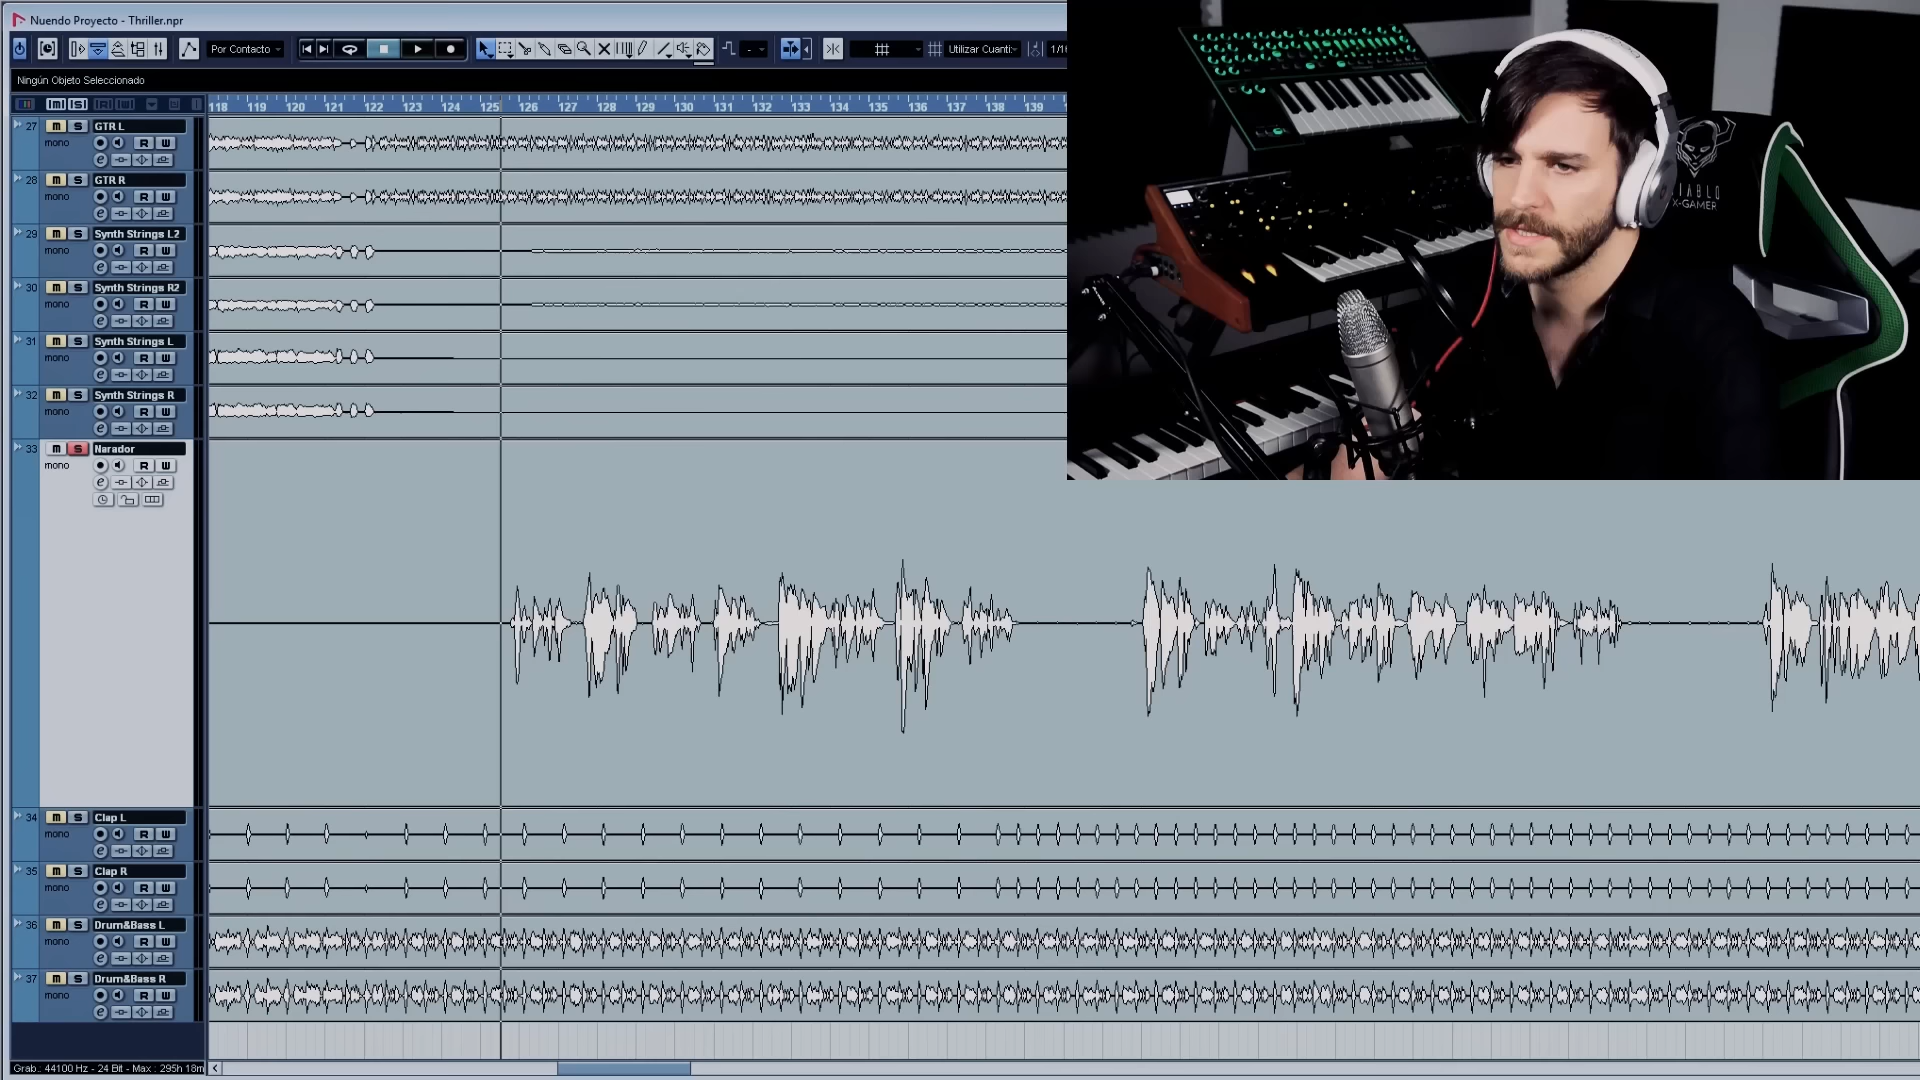 Nuendo Proyecto - Thriller.npr
Por Contacto
Utilizar Cuanti
Ningún Objeto Seleccionado
118 119 120 121 122 123 124 125 126 127 128 129 130 131 132 133 134 135 136 137 138 139
27 m S GTR L
mono R W
28 m S GTR R
mono R W
29 m S Synth Strings L2
mono R W
30 m S Synth Strings R2
mono R W
31 m S Synth Strings L
mono R W
32 m S Synth Strings R
mono R W
33 m S Narador
mono R W
34 m S Clap L
mono R W
35 m S Clap R
mono R W
36 m S Drum&Bass L
mono R W
37 m S Drum&Bass R
mono R W
Grab.: 44100 Hz - 24 Bit - Max : 295h 18m
DIABLO
X-GAMER